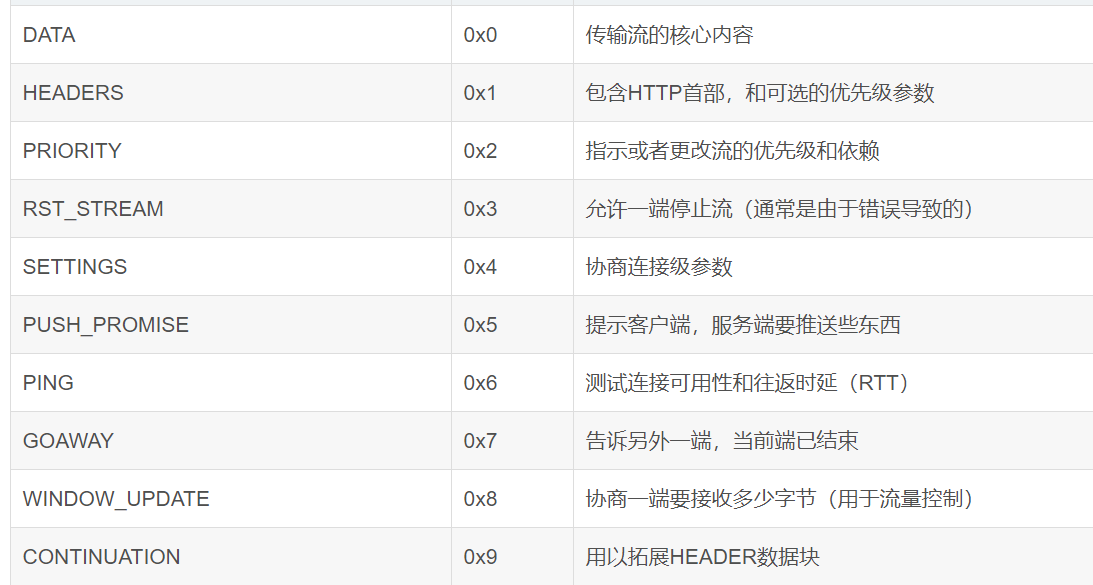 DATA 0x0 传输流的核心内容
HEADERS 0x1 包含HTTP首部，和可选的优先级参数
PRIORITY 0x2 指示或者更改流的优先级和依赖
RST_STREAM 0x3 允许一端停止流（通常是由于错误导致的）
SETTINGS 0x4 协商连接级参数
PUSH_PROMISE 0x5 提示客户端，服务端要推送些东西
PING 0x6 测试连接可用性和往返时延（RTT）
GOAWAY 0x7 告诉另外一端，当前端已结束
WINDOW_UPDATE 0x8 协商一端要接收多少字节（用于流量控制）
CONTINUATION 0x9 用以拓展HEADER数据块